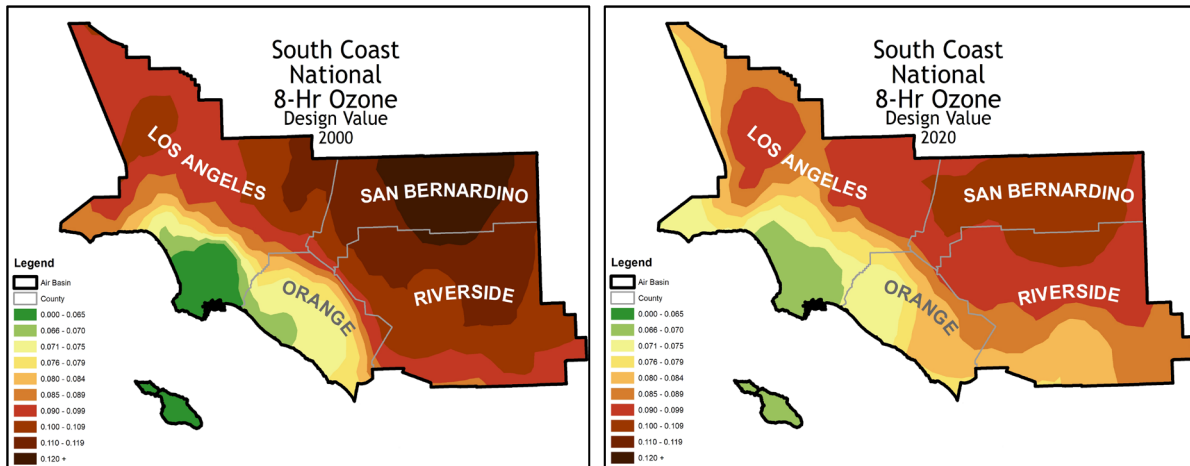 South Coast
National
8-Hr Ozone
Design Value
2000
LOS ANGELES
SAN BERNARDINO
ORANGE
RIVERSIDE
Legend
Air Basin
County
0.000 - 0.065
0.066 - 0.070
0.071 - 0.075
0.076 - 0.079
0.080 - 0.084
0.085 - 0.089
0.090 - 0.099
0.100 - 0.109
0.110 - 0.119
0.120 +
South Coast
National
8-Hr Ozone
Design Value
2020
LOS ANGELES
SAN BERNARDINO
ORANGE
RIVERSIDE
Legend
Air Basin
County
0.000 - 0.065
0.066 - 0.070
0.071 - 0.075
0.076 - 0.079
0.080 - 0.084
0.085 - 0.089
0.090 - 0.099
0.100 - 0.109
0.110 - 0.119
0.120 +